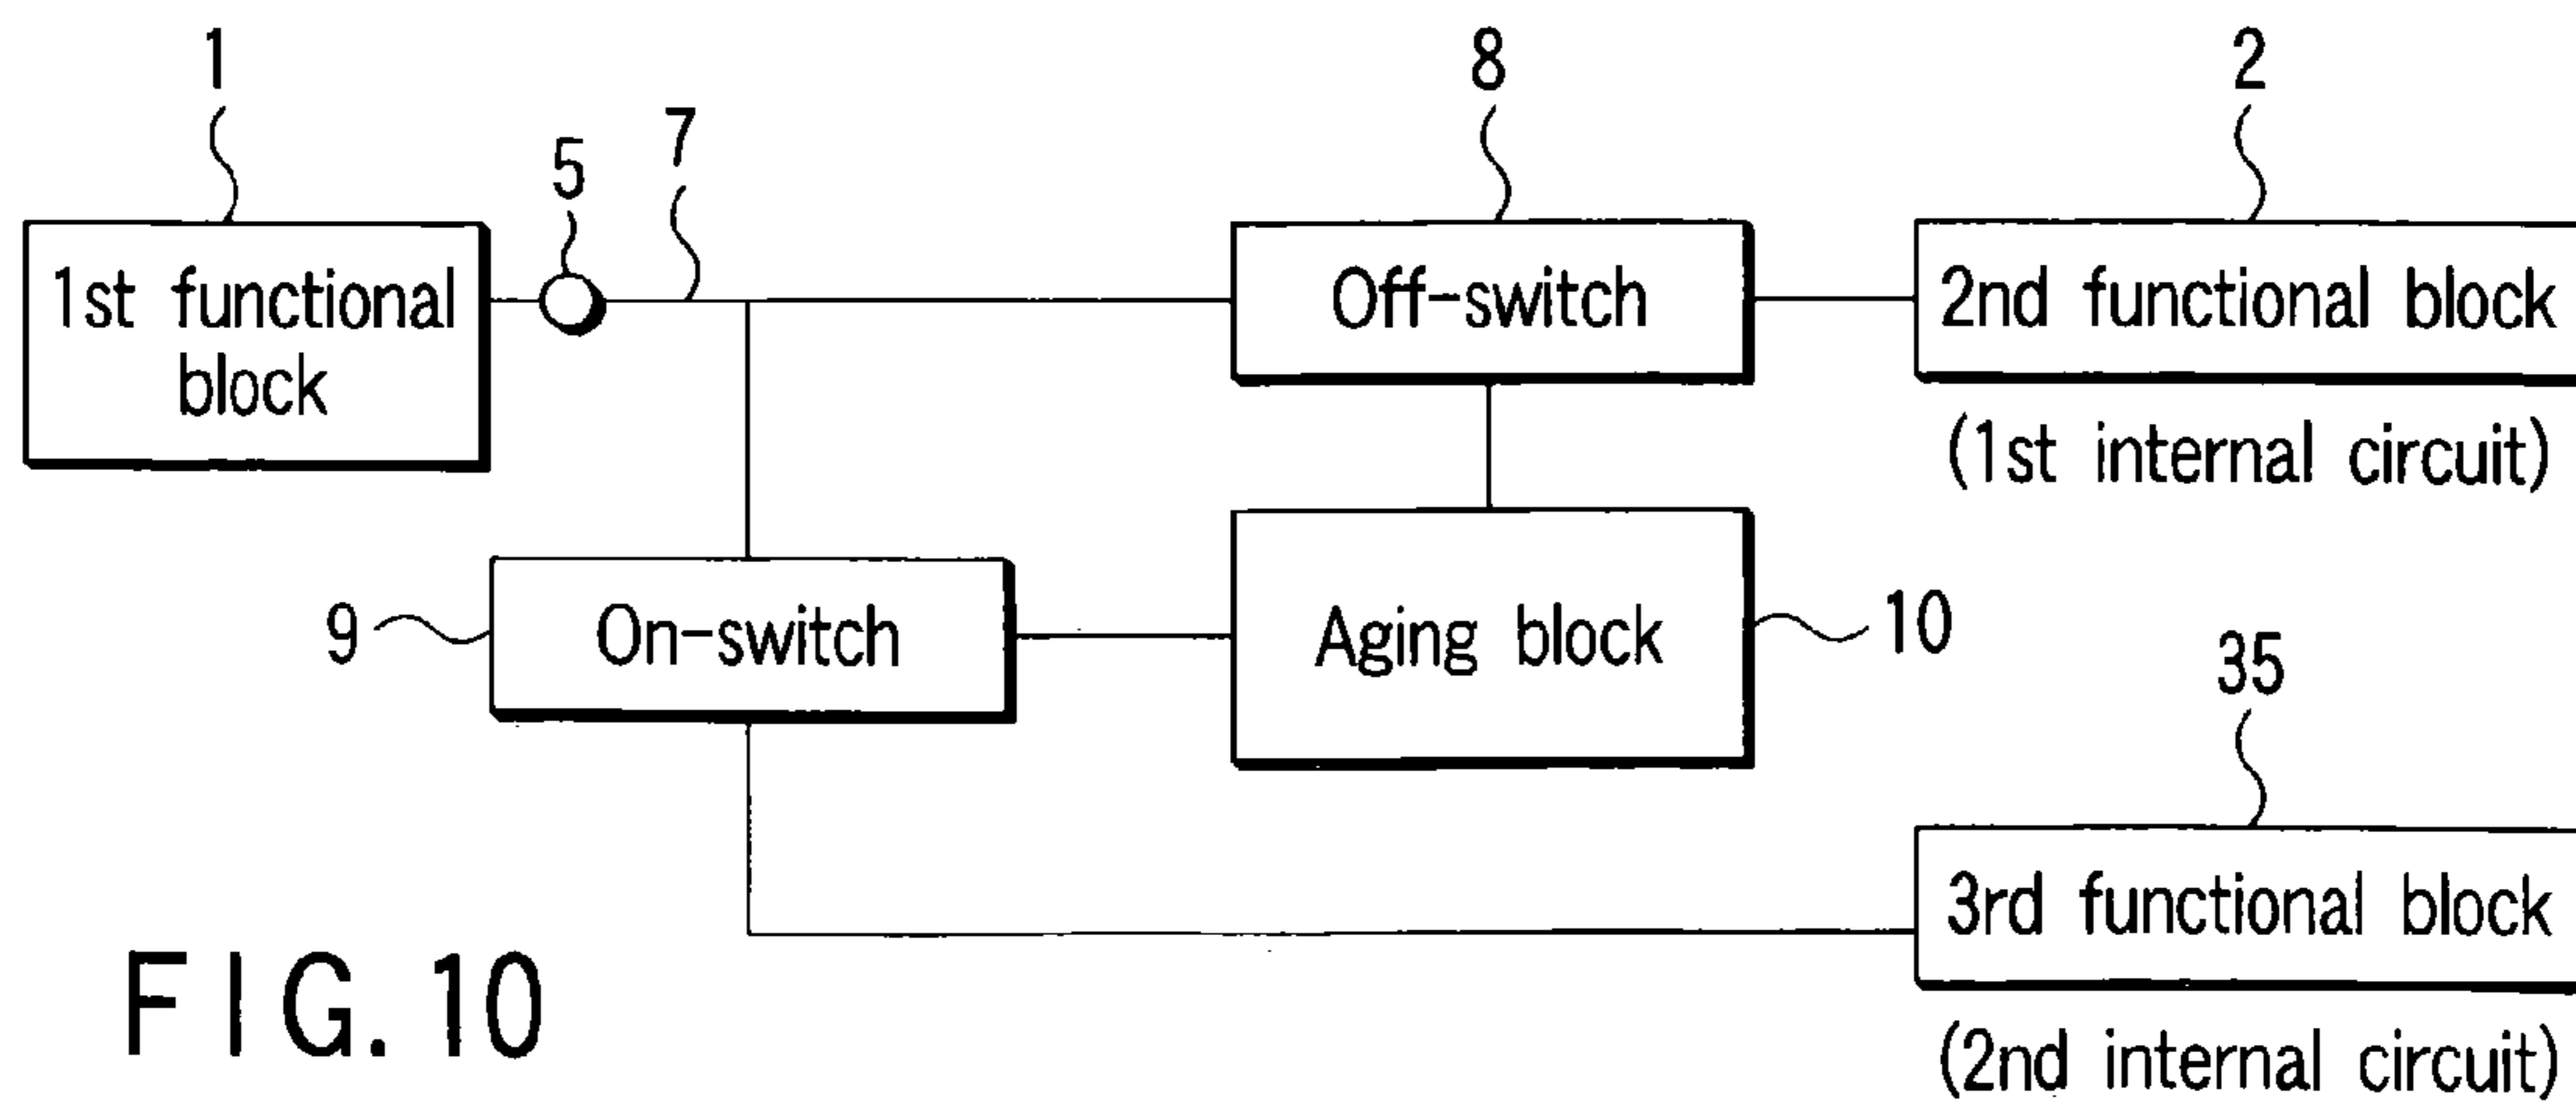 1
8
2
5
7
1st functional
block
Off-switch
2nd functional block
(1st internal circuit)
9
On-switch
Aging block
10
35
3rd functional block
(2nd internal circuit)
FIG. 10